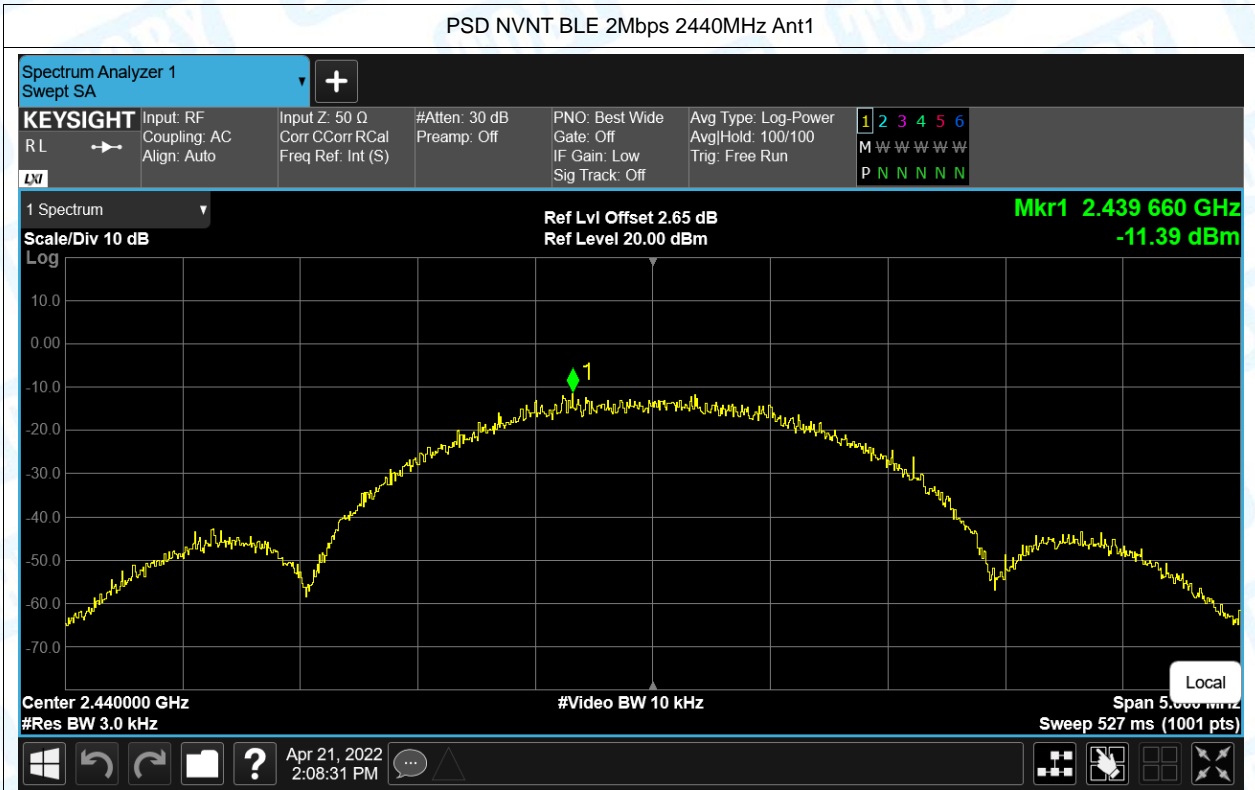 PSD NVNT BLE 2Mbps 2440MHz Ant1
Spectrum Analyzer 1
Swept SA
KEYSIGHT
R L
LXI
Input: RF
Coupling: AC
Align: Auto
Input Z: 50 Ω
Corr CCorr RCal
Freq Ref: Int (S)
#Atten: 30 dB
Preamp: Off
PNO: Best Wide
Gate: Off
IF Gain: Low
Sig Track: Off
Avg Type: Log-Power
Avg|Hold: 100/100
Trig: Free Run
1 2 3 4 5 6
M W W W W W
P N N N N N
1 Spectrum
Scale/Div 10 dB
Log
Ref Lvl Offset 2.65 dB
Ref Level 20.00 dBm
Mkr1 2.439 660 GHz
-11.39 dBm
10.0
0.00
-10.0
-20.0
-30.0
-40.0
-50.0
-60.0
-70.0
1
Center 2.440000 GHz
#Res BW 3.0 kHz
#Video BW 10 kHz
Local
Span 5.000 MHz
Sweep 527 ms (1001 pts)
?
Apr 21, 2022
2:08:31 PM